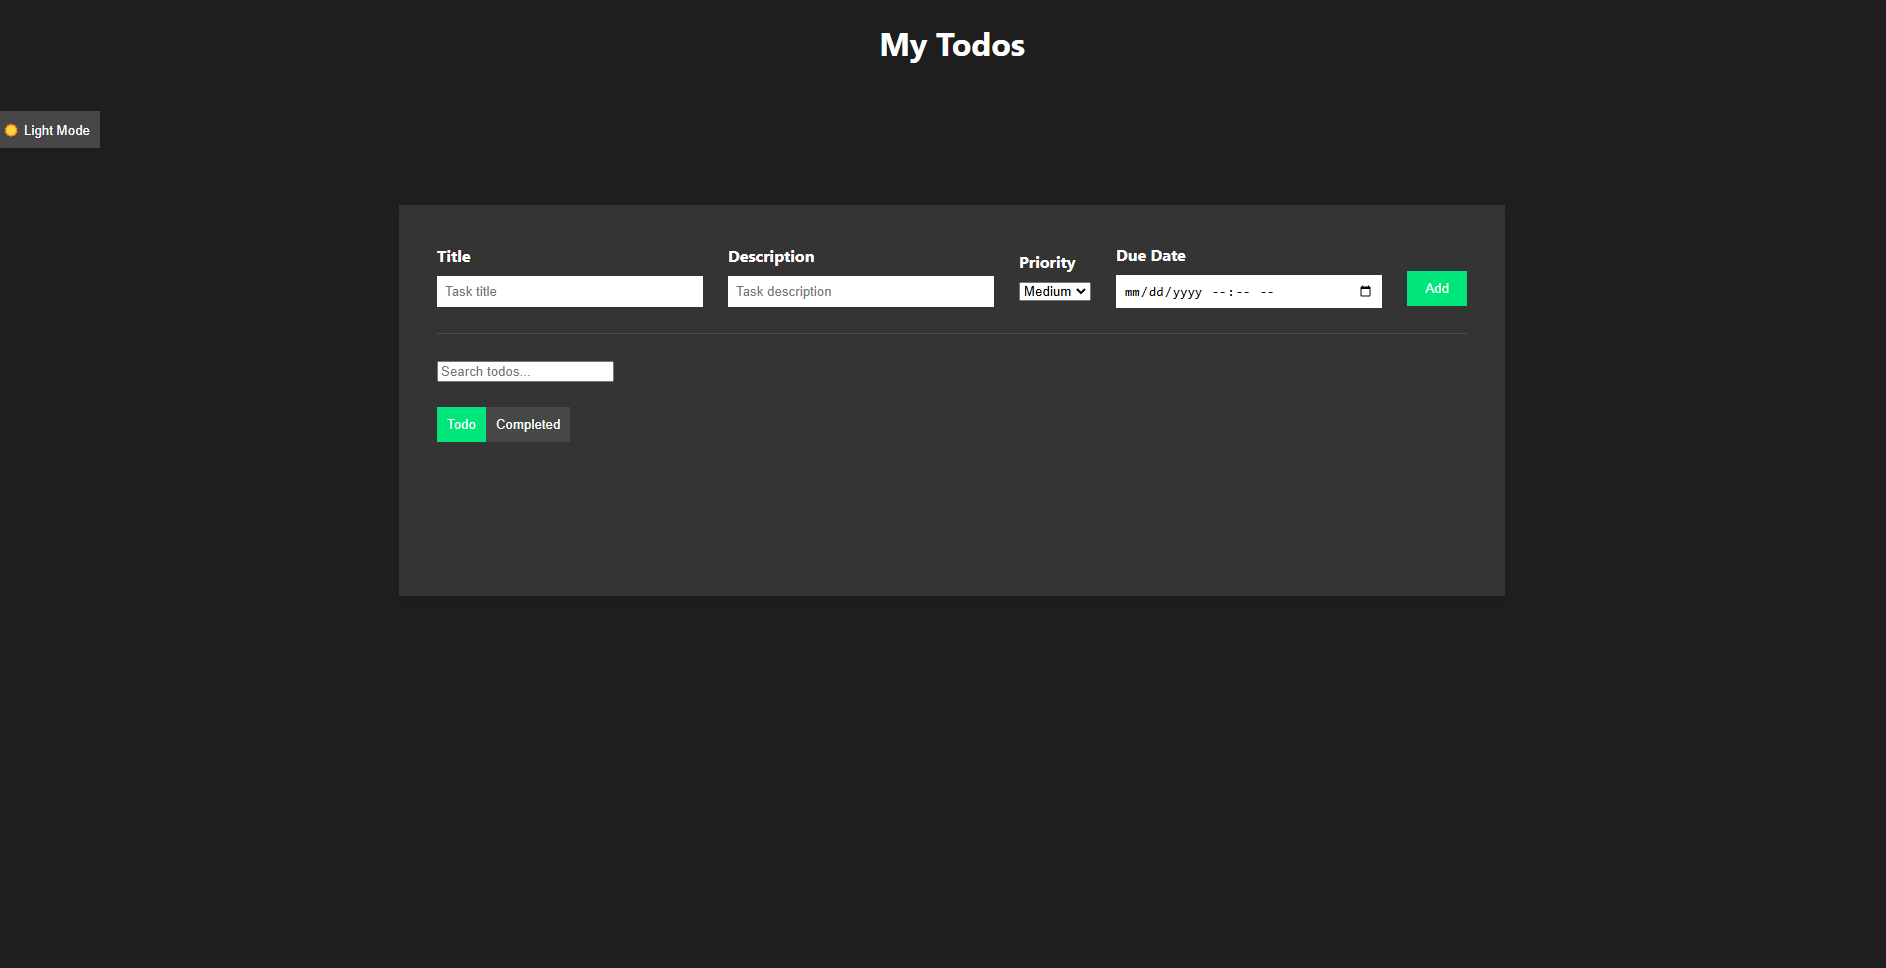 My Todos
Light Mode
Title Description Priority Due Date
Task title Task description Medium mm/dd/yyyy --:-- -- Add
Search todos...
Todo Completed